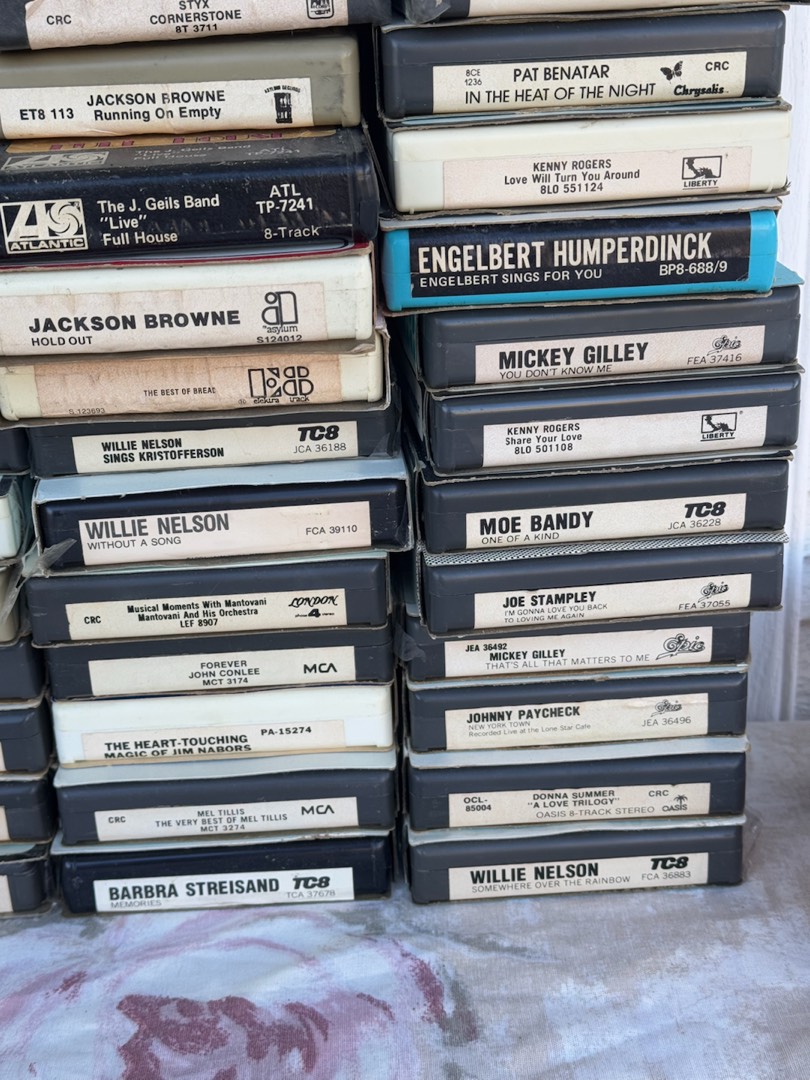 STYX
CRC CORNERSTONE
8T 3711
JACKSON BROWNE
ET8 113 Running On Empty
The J. Geils Band
ATLANTIC
The J. Geils Band ATL
"Live" TP-7241
Full House 8-Track
JACKSON BROWNE asylum
HOLD OUT S124012
THE BEST OF BREAD elektra track
S 123693
WILLIE NELSON TC8
SINGS KRISTOFFERSON JCA 36188
WILLIE NELSON FCA 39110
WITHOUT A SONG
Musical Moments With Mantovani LONDON
CRC Mantovani And His Orchestra phase 4 stereo
LEF 8907
FOREVER MCA
JOHN CONLEE
MCT 3174
PA-15274
THE HEART-TOUCHING
MAGIC OF JIM NABORS
MEL TILLIS MCA
CRC THE VERY BEST OF MEL TILLIS
MCT 3274
BARBRA STREISAND TC8
MEMORIES TCA 37678
8CE PAT BENATAR CRC
1236 IN THE HEAT OF THE NIGHT Chrysalis
KENNY ROGERS
Love Will Turn You Around
8LO 551124 LIBERTY
ENGELBERT HUMPERDINCK
ENGELBERT SINGS FOR YOU BP8-688/9
MICKEY GILLEY Epic
YOU DON'T KNOW ME FEA 37416
KENNY ROGERS
Share Your Love
8LO 501108 LIBERTY
MOE BANDY TC8
ONE OF A KIND JCA 36228
JOE STAMPLEY Epic
I'M GONNA LOVE YOU BACK FEA 37055
TO LOVING ME AGAIN
JEA 36492
MICKEY GILLEY Epic
THAT'S ALL THAT MATTERS TO ME
JOHNNY PAYCHECK Epic
NEW YORK TOWN JEA 36496
Recorded Live at the Lone Star Cafe
OCL- DONNA SUMMER CRC
85004 "A LOVE TRILOGY"
OASIS 8-TRACK STEREO OASIS
WILLIE NELSON TC8
SOMEWHERE OVER THE RAINBOW FCA 36883